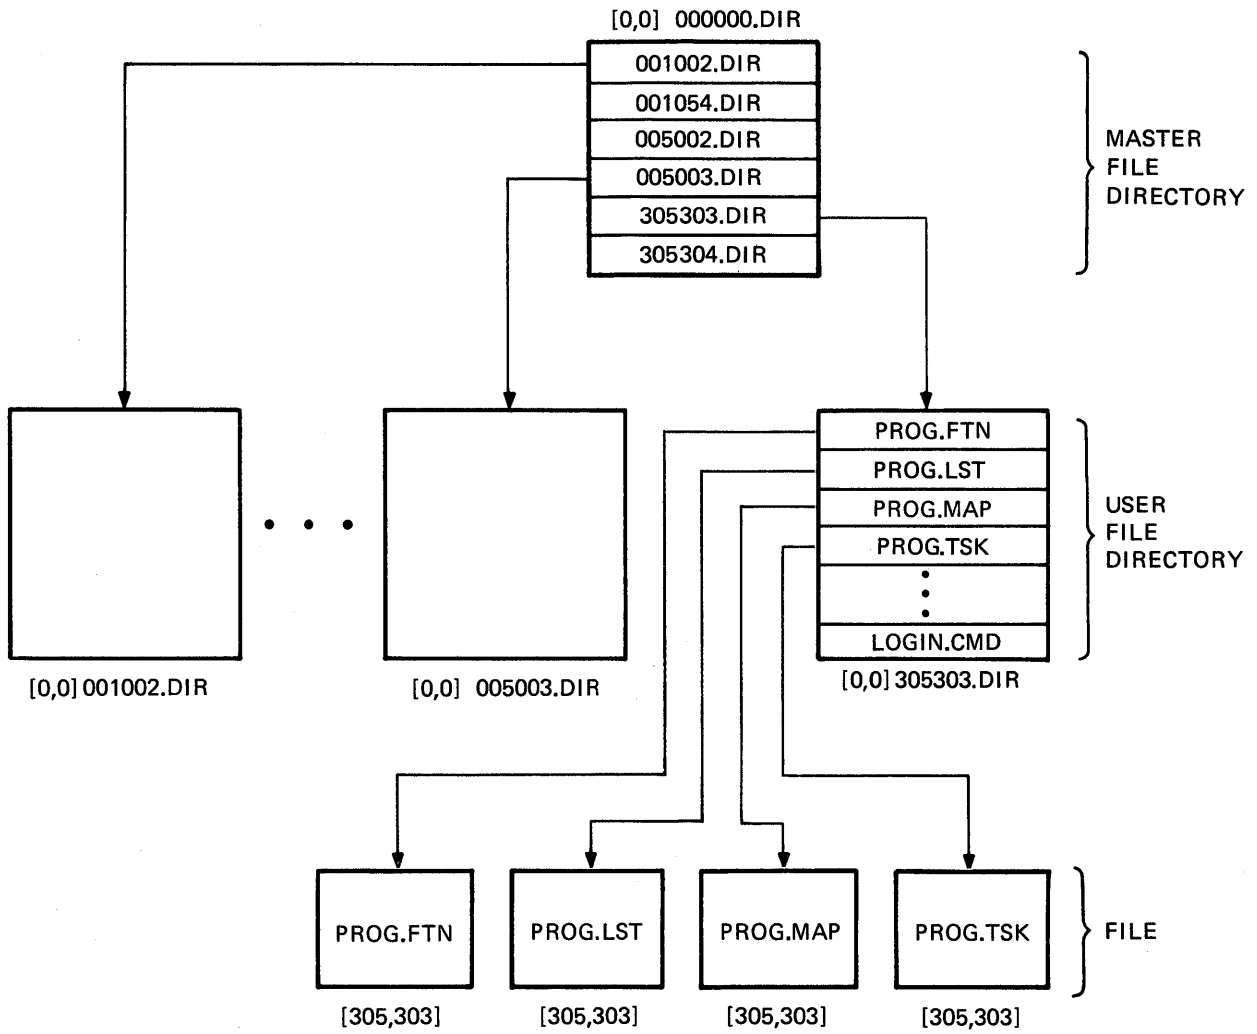 [0,0] 000000.DIR
001002.DIR
001054.DIR
005002.DIR
005003.DIR
305303.DIR
305304.DIR
MASTER
FILE
DIRECTORY
PROG.FTN
PROG.LST
PROG.MAP
PROG.TSK
LOGIN.CMD
USER
FILE
DIRECTORY
[0,0] 001002.DIR
[0,0] 005003.DIR
[0,0] 305303.DIR
PROG.FTN
PROG.LST
PROG.MAP
PROG.TSK
FILE
[305,303]
[305,303]
[305,303]
[305,303]